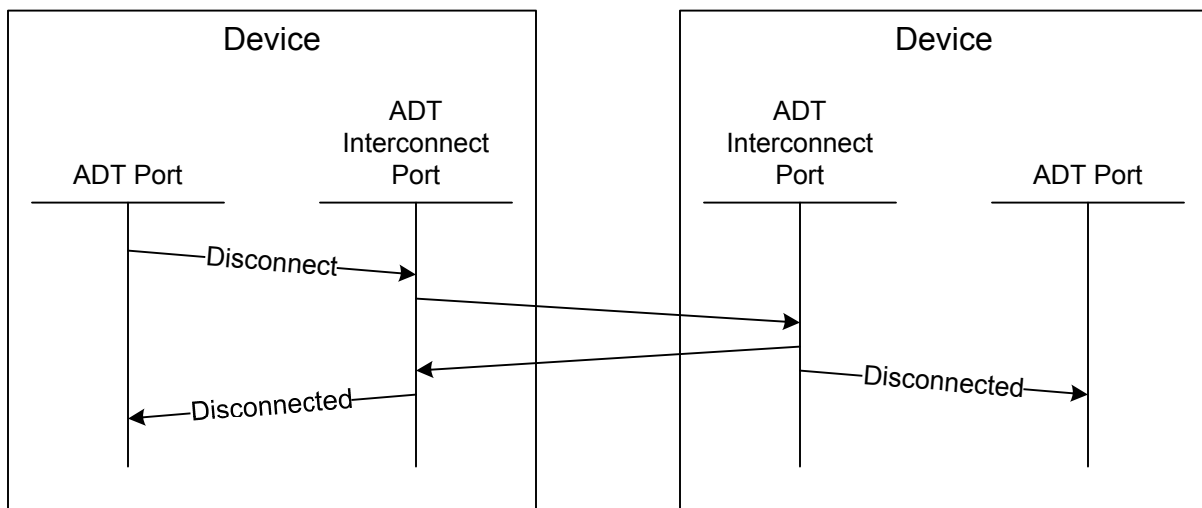 Device
Device
ADT Port
ADT
Interconnect
Port
ADT
Interconnect
Port
ADT Port
Disconnect
Disconnected
Disconnected